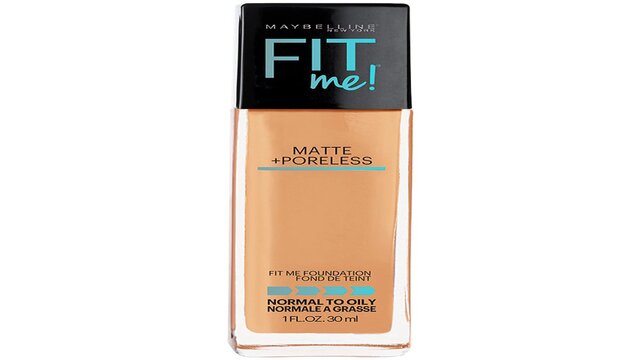 MAYBELLINE
NEW YORK
FIT
me!
MATTE
+PORELESS
FIT ME FOUNDATION
FOND DE TEINT
NORMAL TO OILY
NORMALE A GRASSE
1 FL.OZ. 30 ml